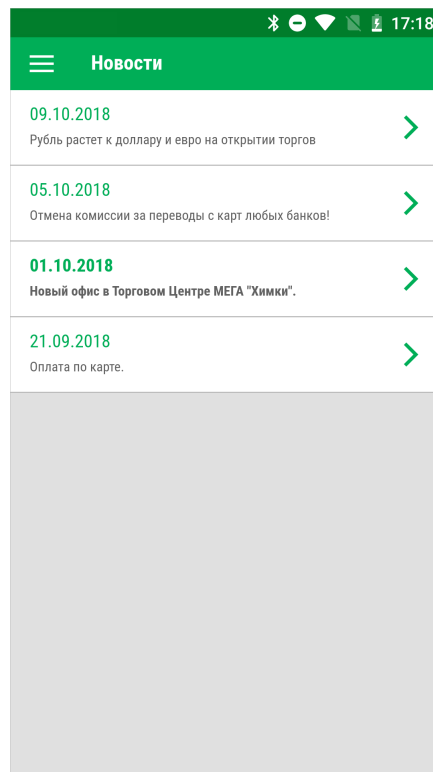 17:18
Новости
09.10.2018
Рубль растет к доллару и евро на открытии торгов
05.10.2018
Отмена комиссии за переводы с карт любых банков!
01.10.2018
Новый офис в Торговом Центре МЕГА "Химки".
21.09.2018
Оплата по карте.